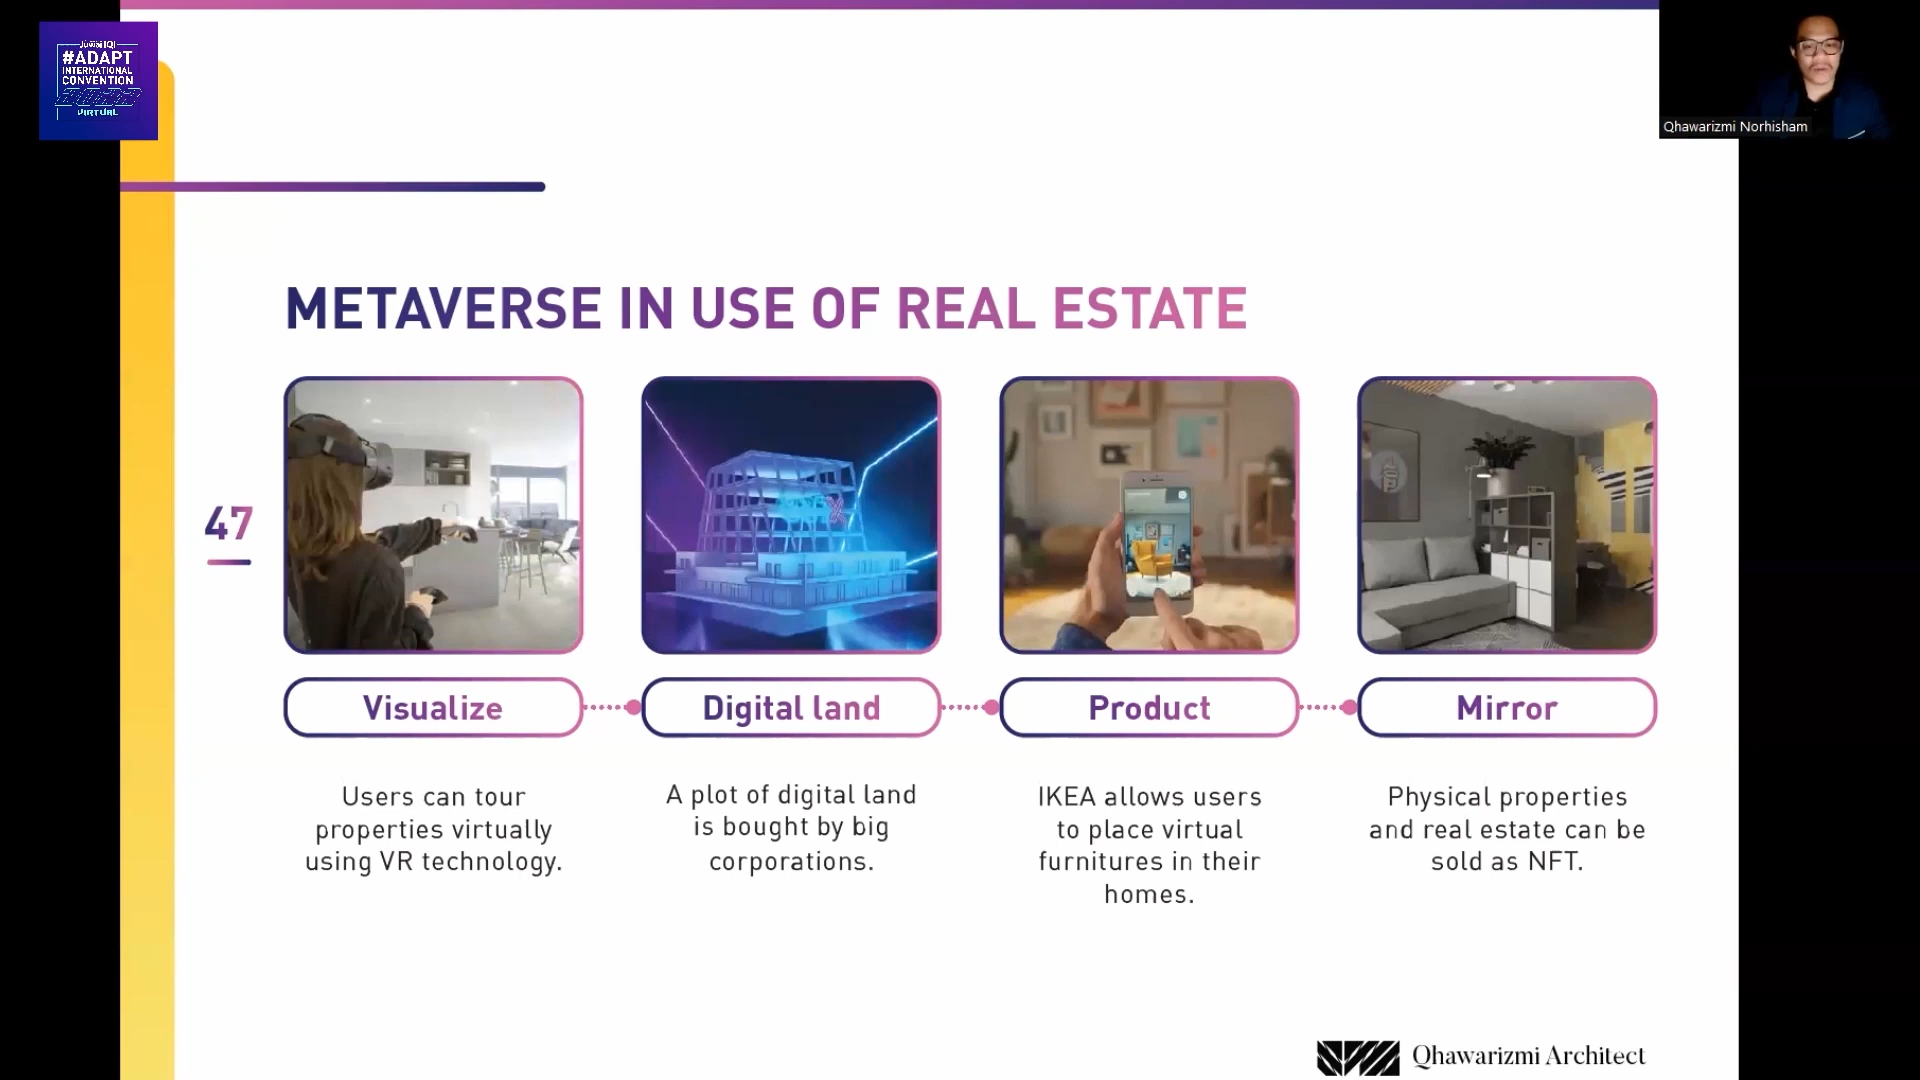 Juwai IQI
#ADAPT
INTERNATIONAL
CONVENTION
VIRTUAL
Qhawarizmi Norhisham
METAVERSE IN USE OF REAL ESTATE
47
Visualize
Digital land
Product
Mirror
Users can tour
properties virtually
using VR technology.
A plot of digital land
is bought by big
corporations.
IKEA allows users
to place virtual
furnitures in their
homes.
Physical properties
and real estate can be
sold as NFT.
Qhawarizmi Architect